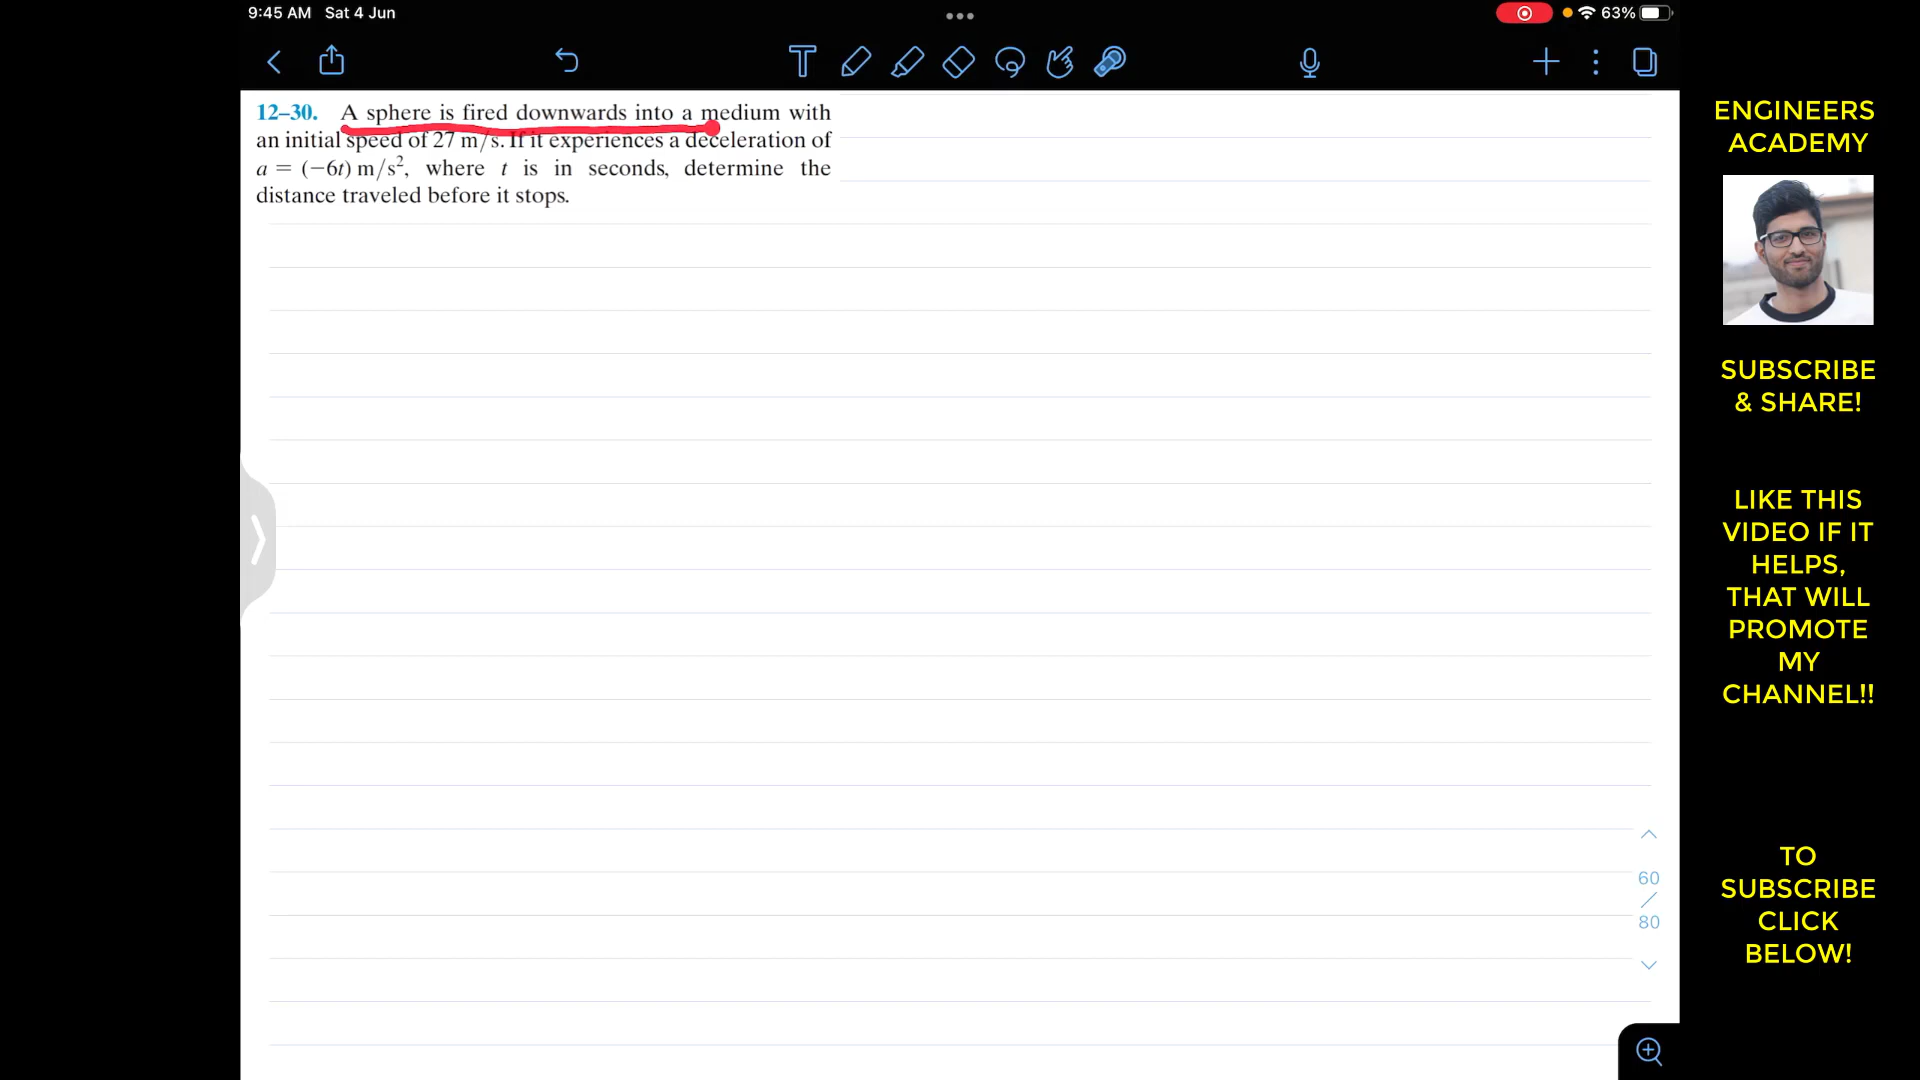 9:45 AM Sat 4 Jun
63%
12–30. A sphere is fired downwards into a medium with
an initial speed of 27 m/s. If it experiences a deceleration of
a = (−6t) m/s², where t is in seconds, determine the
distance traveled before it stops.
60
/
80
ENGINEERS
ACADEMY
SUBSCRIBE
& SHARE!
LIKE THIS
VIDEO IF IT
HELPS,
THAT WILL
PROMOTE
MY
CHANNEL!!
TO
SUBSCRIBE
CLICK
BELOW!